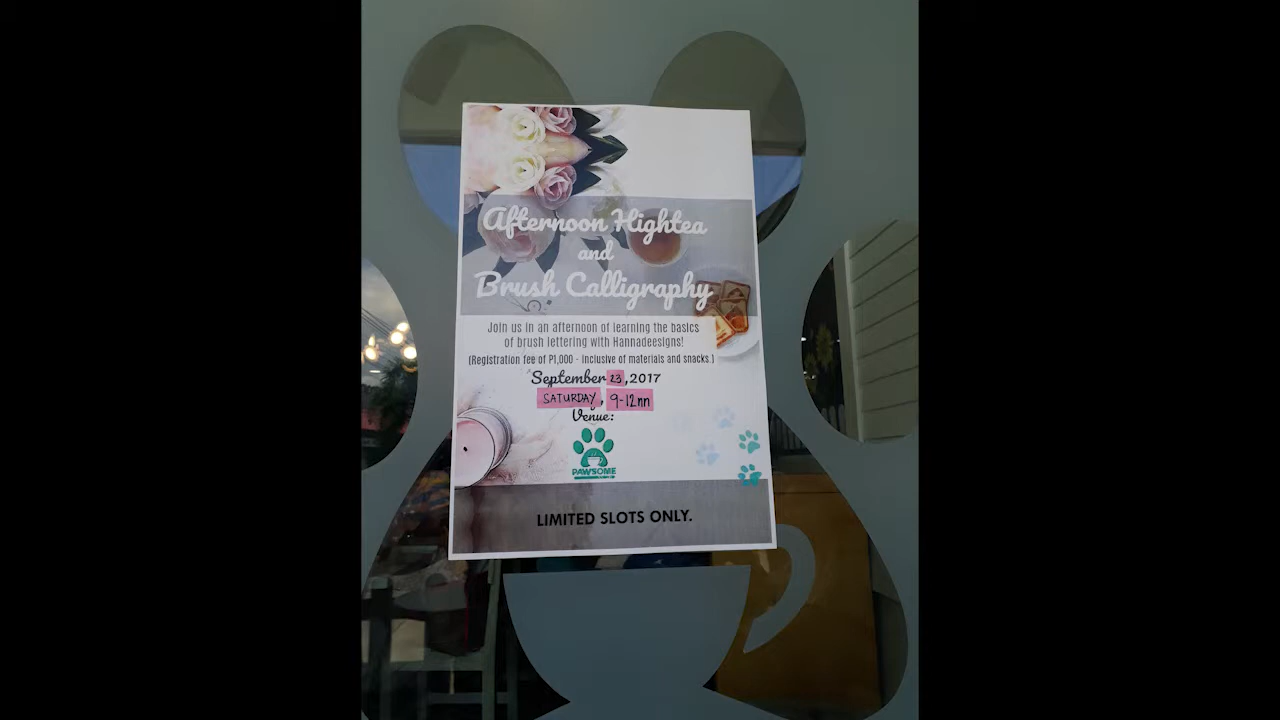 Afternoon Hightea
and
Brush Calligraphy
Join us in an afternoon of learning the basics
of brush lettering with Hannadeesigns!
(Registration fee of P1,000 - Inclusive of materials and snacks.)
September 23, 2017
SATURDAY, 9-12nn
Venue:
PAWSOME
LIMITED SLOTS ONLY.